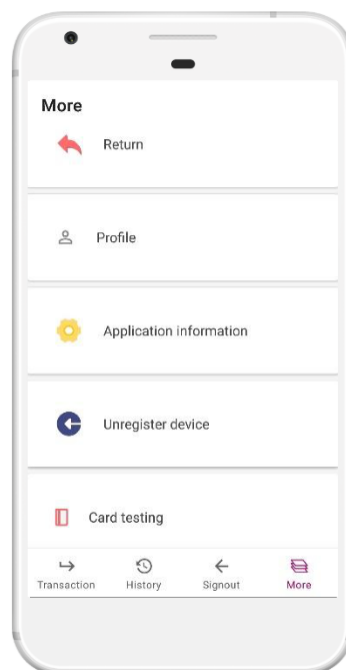 More
Return
Profile
Application information
Unregister device
Card testing
Transaction History Signout More